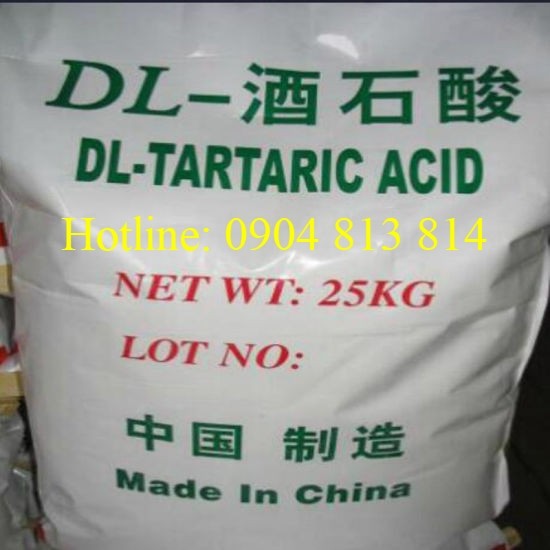 DL-酒石酸
DL-TARTARIC ACID
Hotline: 0904 813 814
NET WT: 25KG
LOT NO:
中国 制造
Made In China